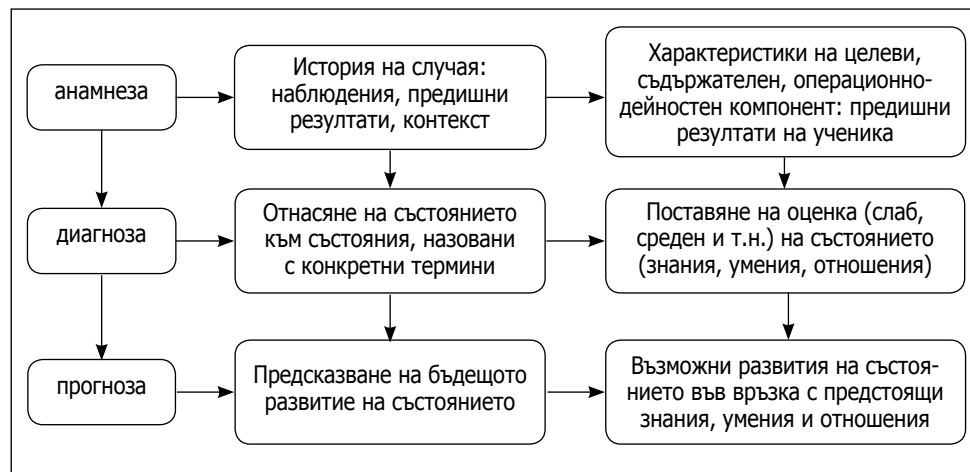 анамнеза
История на случая:
наблюдения, предишни
резултати, контекст
Характеристики на целеви,
съдържателен, операционно-
дейностен компонент: предишни
резултати на ученика
диагноза
Отнасяне на състоянието
към състояния, назовани
с конкретни термини
Поставяне на оценка (слаб,
среден и т.н.) на състоянието
(знания, умения, отношения)
прогноза
Предсказване на бъдещото
развитие на състоянието
Възможни развития на състоя-
нието във връзка с предстоящи
знания, умения и отношения